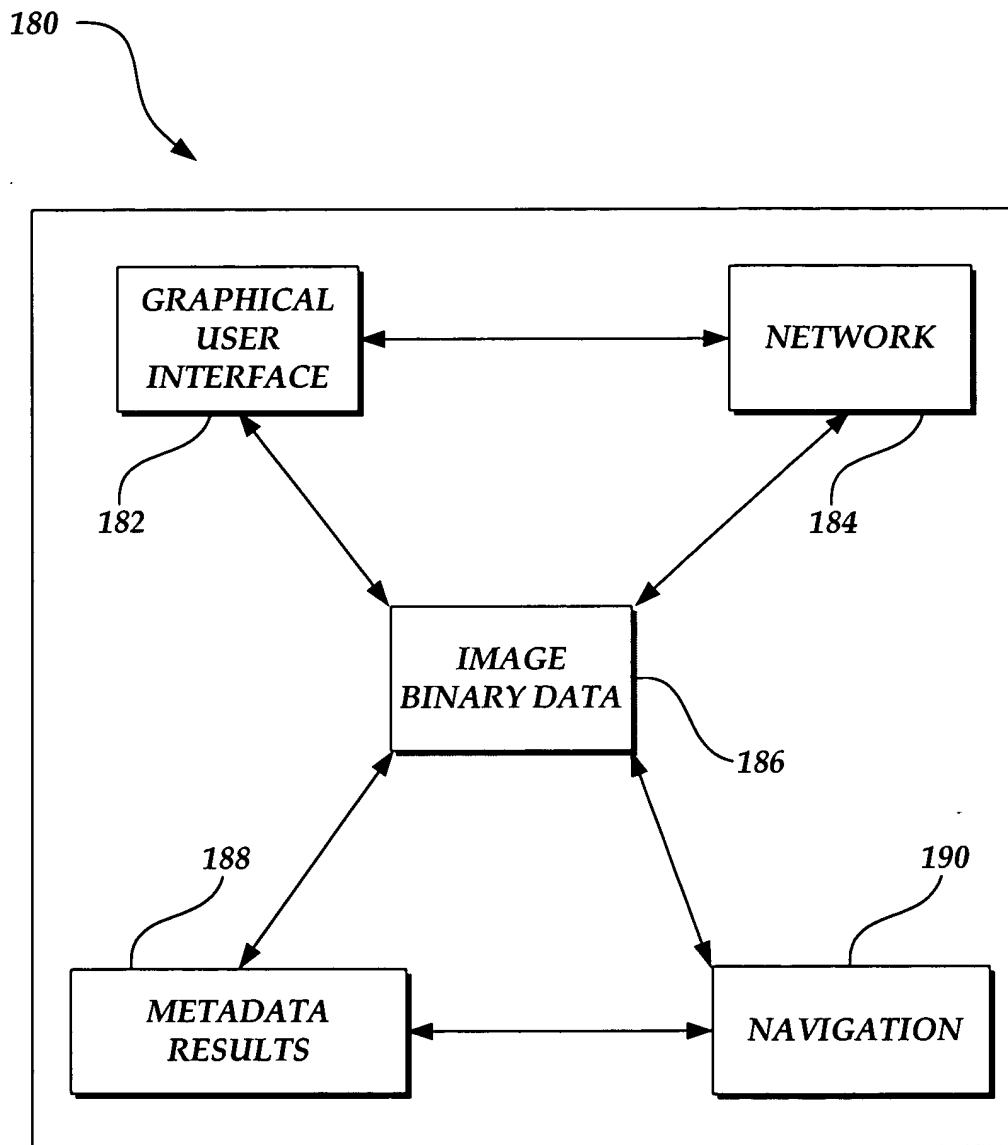 180
GRAPHICAL
USER
INTERFACE
NETWORK
182
184
IMAGE
BINARY DATA
186
188
190
METADATA
RESULTS
NAVIGATION